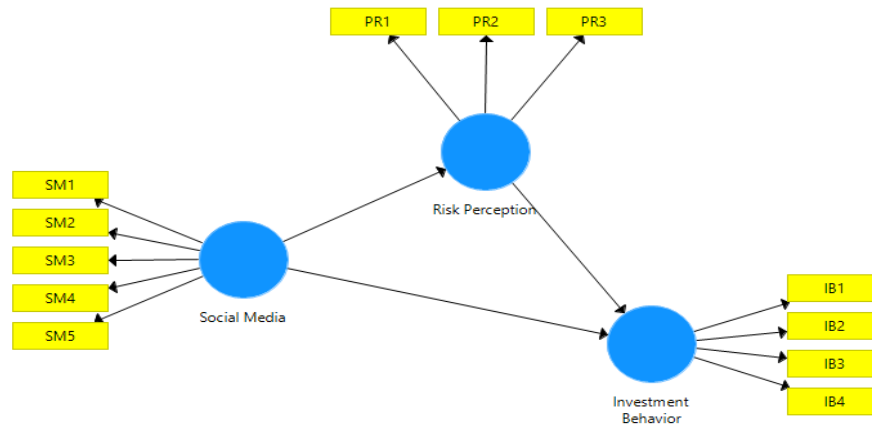 PR1 PR2 PR3
Risk Perception
SM1
SM2
SM3
SM4
SM5
Social Media
IB1
IB2
IB3
IB4
Investment
Behavior